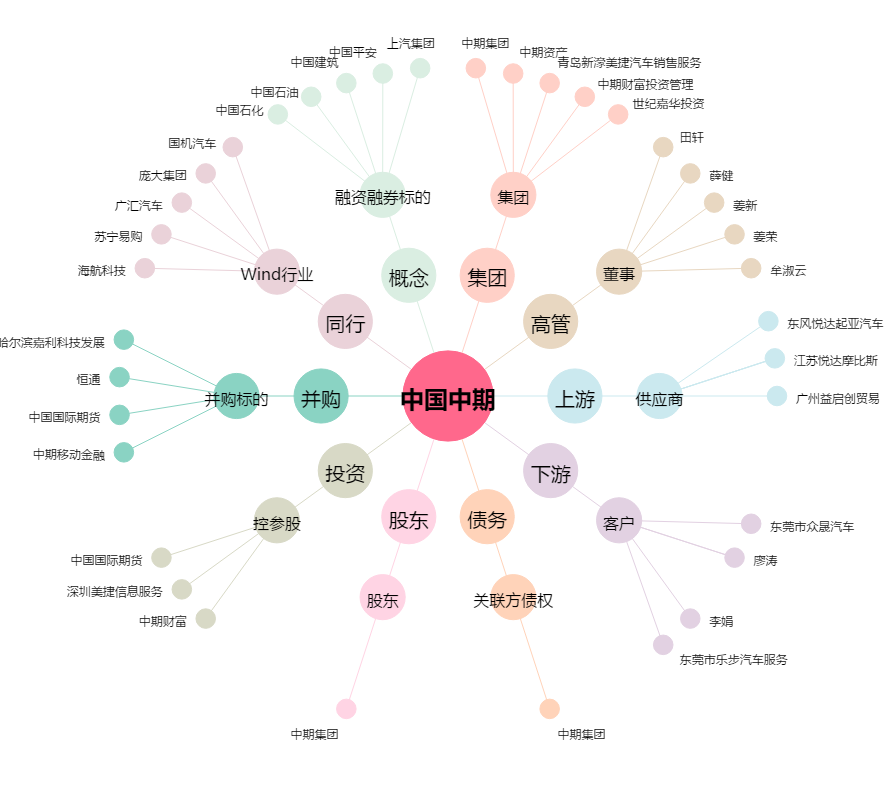 上汽集团
中国平安
中国建筑
中国石油
中国石化
融资融券标的
概念
中期集团
中期资产
青岛新滐美捷汽车销售服务
中期财富投资管理
世纪嘉华投资
集团
集团
国机汽车
庞大集团
广汇汽车
苏宁易购
海航科技
Wind行业
同行
田轩
薛健
姜新
姜荣
牟淑云
董事
高管
哈尔滨嘉利科技发展
恒通
中国国际期货
中期移动金融
并购标的
并购
中国中期
上游
供应商
东风悦达起亚汽车
江苏悦达摩比斯
广州益启创贸易
投资
控参股
中国国际期货
深圳美捷信息服务
中期财富
股东
股东
中期集团
债务
关联方债权
中期集团
下游
客户
东莞市众晟汽车
廖涛
李娟
东莞市乐步汽车服务